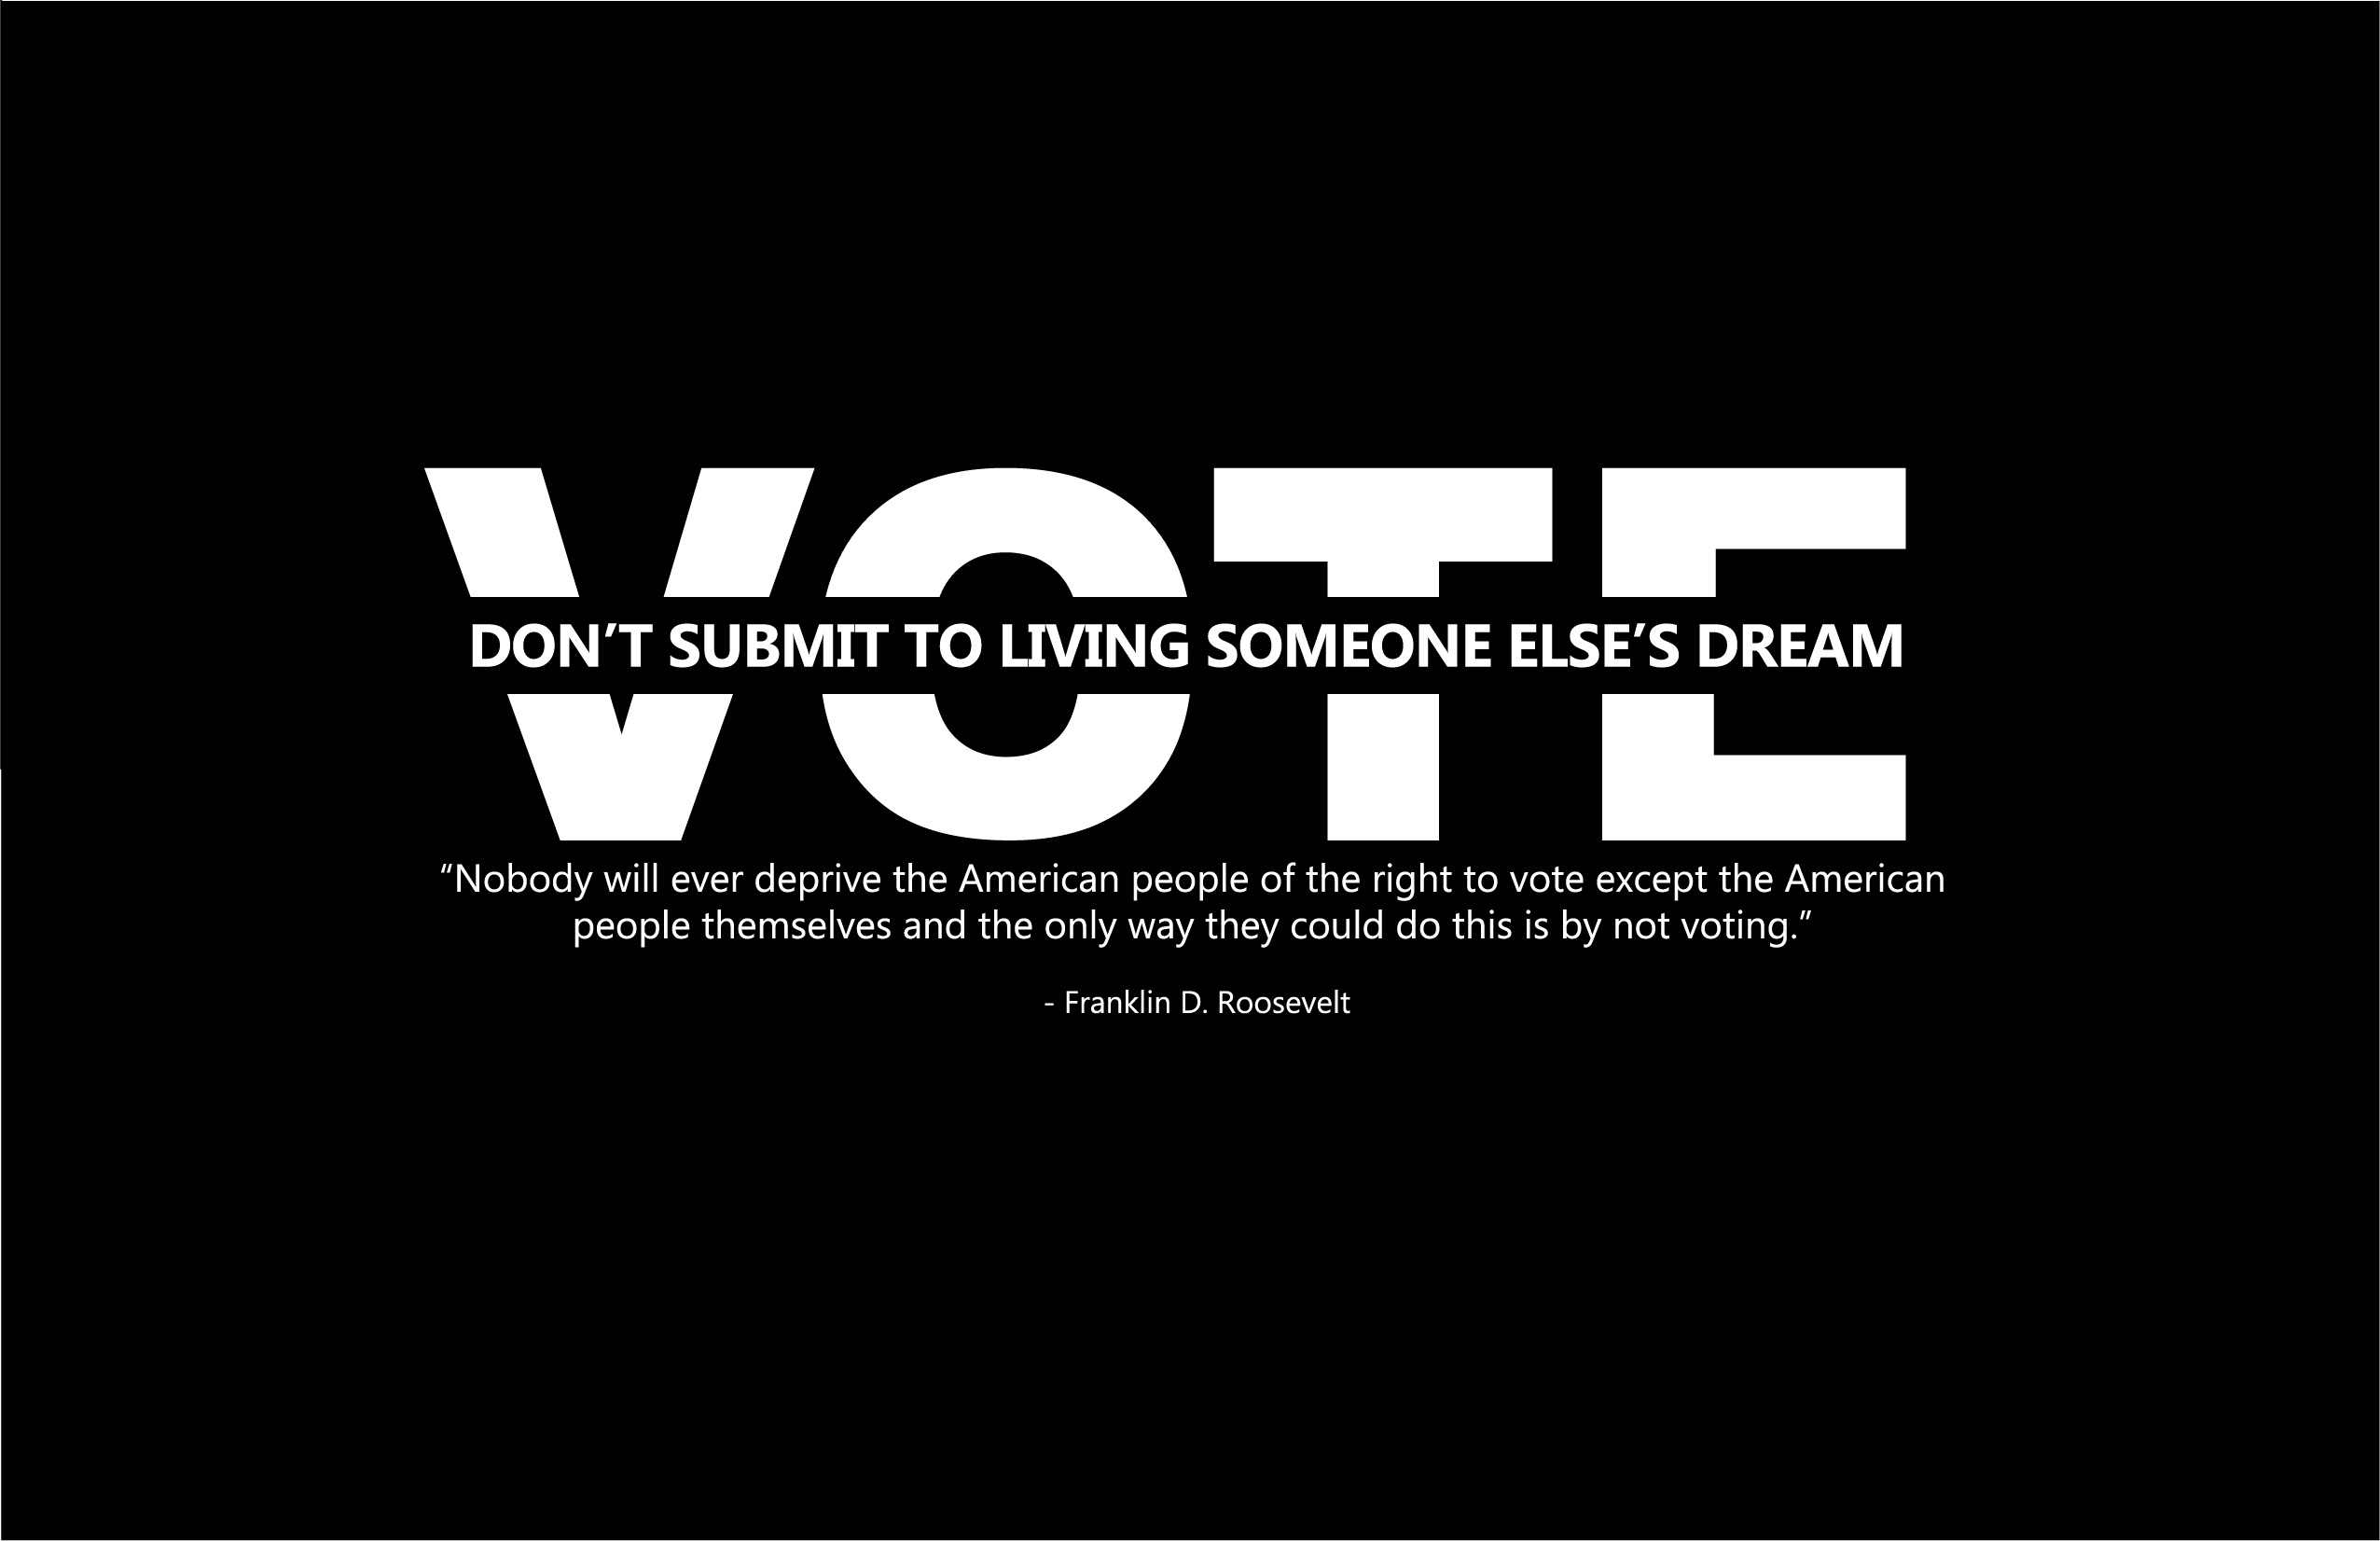 VOTE
DON’T SUBMIT TO LIVING SOMEONE ELSE’S DREAM
“Nobody will ever deprive the American people of the right to vote except the American
people themselves and the only way they could do this is by not voting.”
- Franklin D. Roosevelt